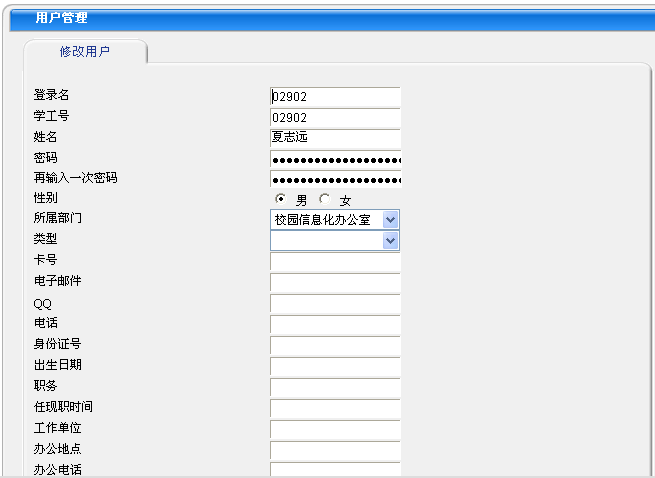 用户管理
修改用户
登录名 02902
学工号 02902
姓名 夏志远
密码 ●●●●●●●●●●●●●●●●●●●
再输入一次密码 ●●●●●●●●●●●●●●●●●●●
性别 男 女
所属部门 校园信息化办公室
类型
卡号
电子邮件
QQ
电话
身份证号
出生日期
职务
任现职时间
工作单位
办公地点
办公电话